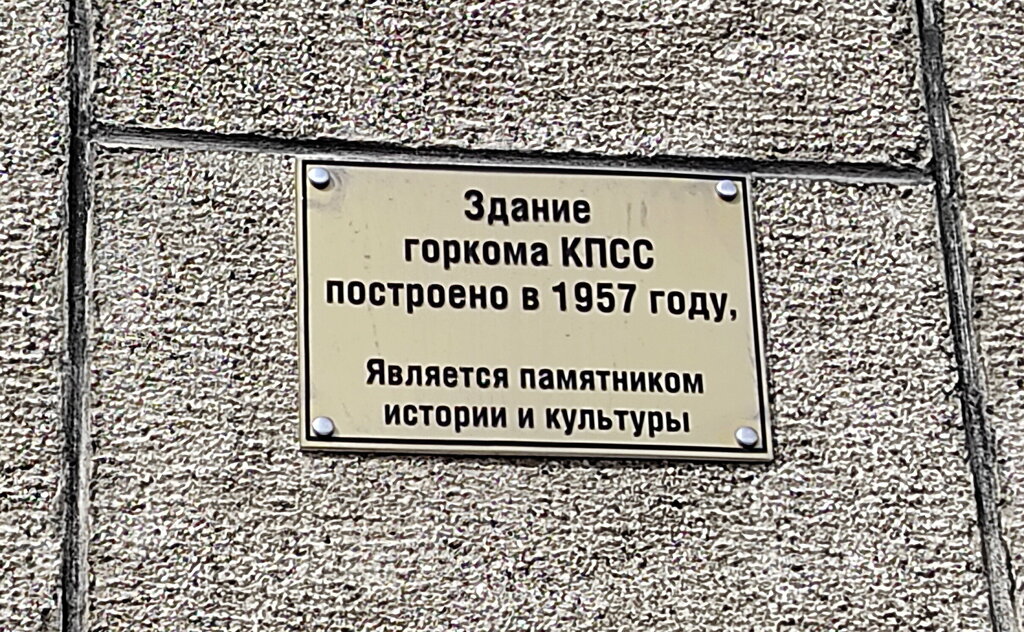 Здание
горкома КПСС
построено в 1957 году,
Является памятником
истории и культуры